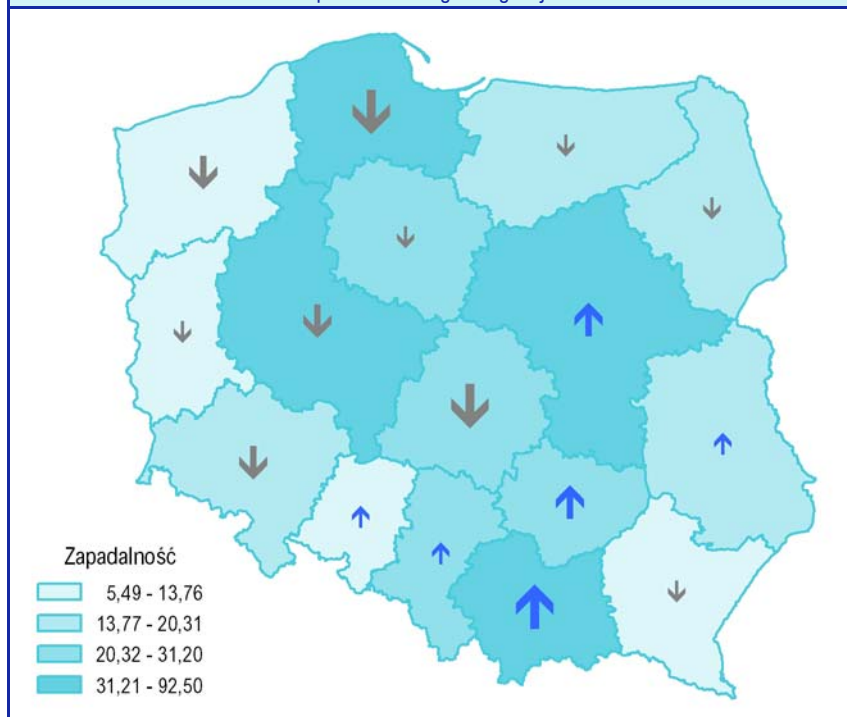 Zapadalność
5,49 - 13,76
13,77 - 20,31
20,32 - 31,20
31,21 - 92,50